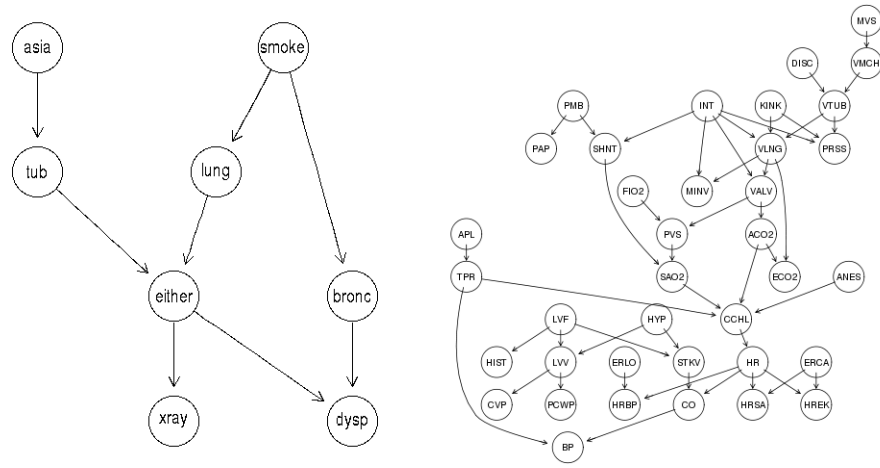 asia
smoke
tub
lung
either
bronc
xray
dysp
MVS
DISC
VMCH
PMB
INT
KINK
VTUB
PAP
SHNT
VLNG
PRSS
FIO2
MINV
VALV
APL
PVS
ACO2
TPR
SAO2
ECO2
ANES
LVF
HYP
CCHL
HIST
LVV
ERLO
STKV
HR
ERCA
CVP
PCWP
HRBP
CO
HRSA
HREK
BP